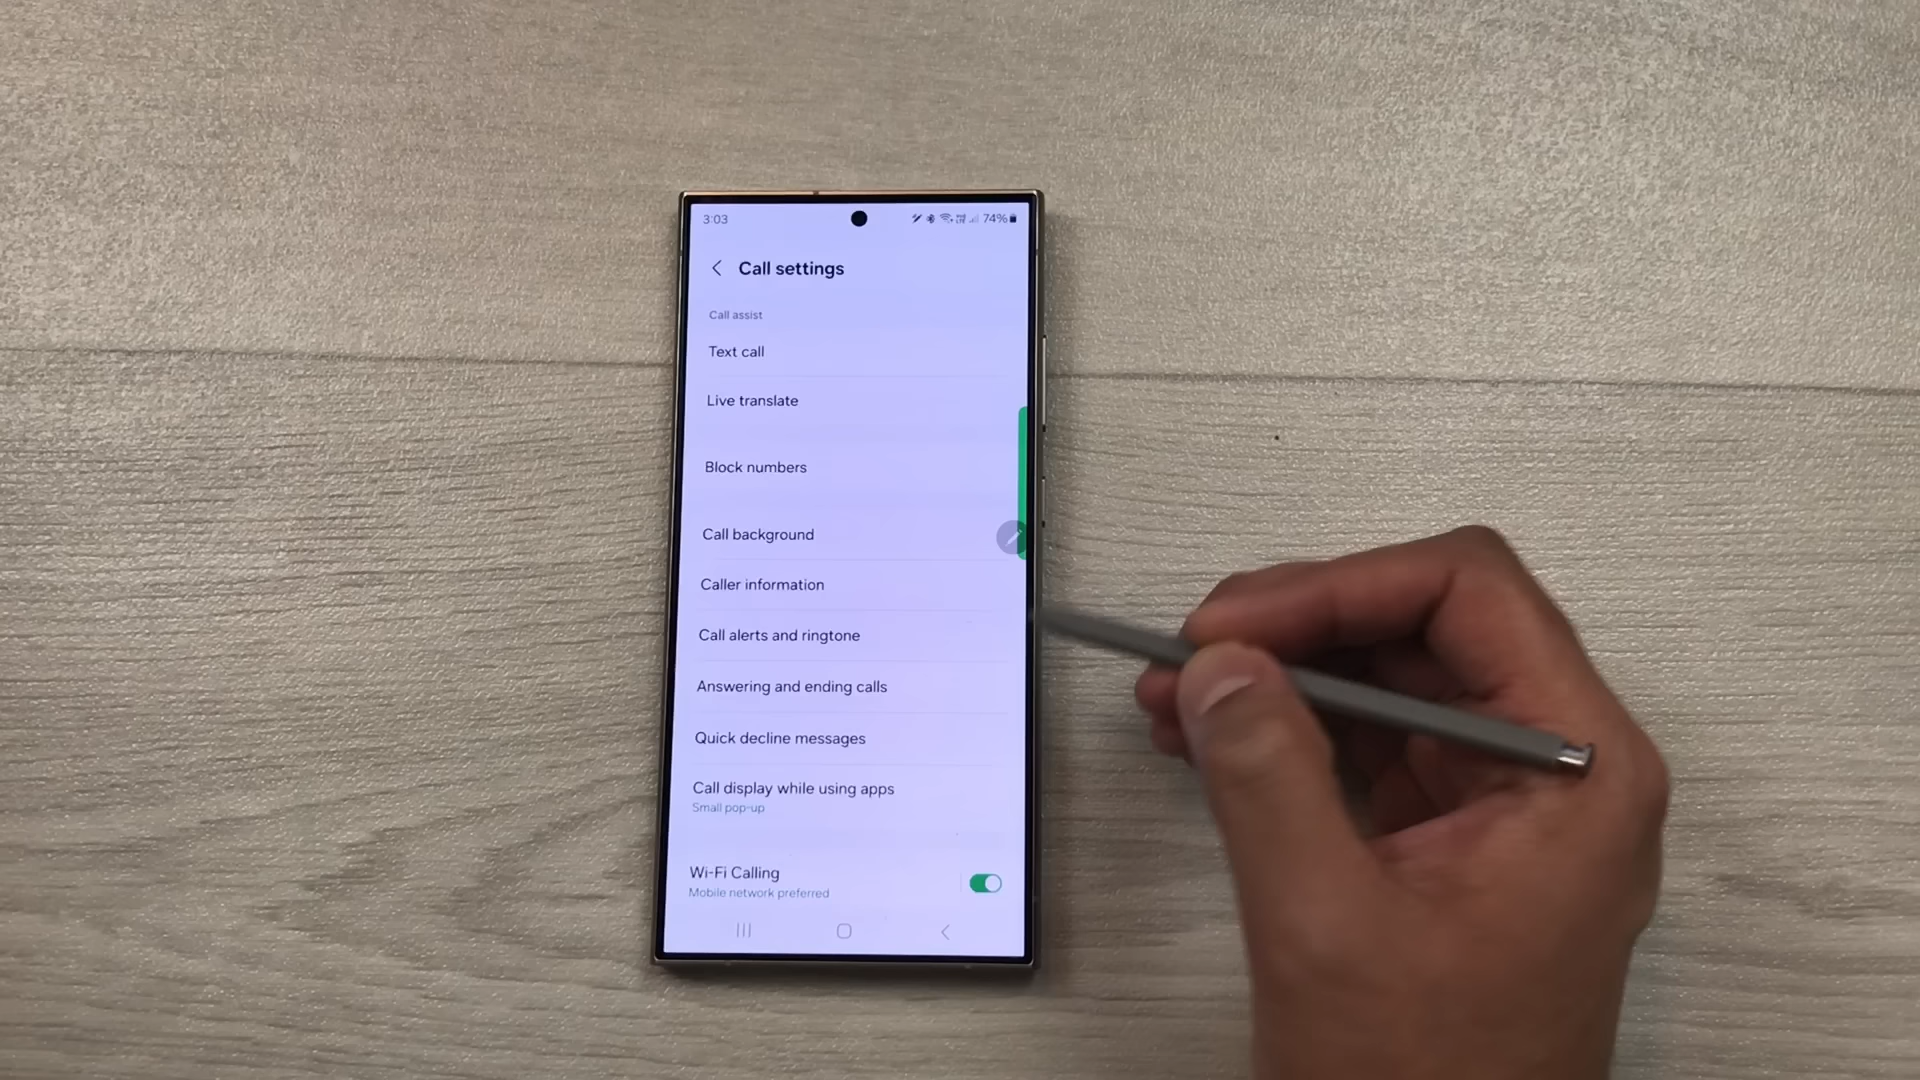 3:03 74%
Call settings
Call assist
Text call
Live translate
Block numbers
Call background
Caller information
Call alerts and ringtone
Answering and ending calls
Quick decline messages
Call display while using apps
Small pop-up
Wi-Fi Calling
Mobile network preferred